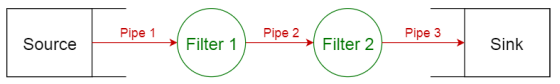 Source
Pipe 1
Filter 1
Pipe 2
Filter 2
Pipe 3
Sink